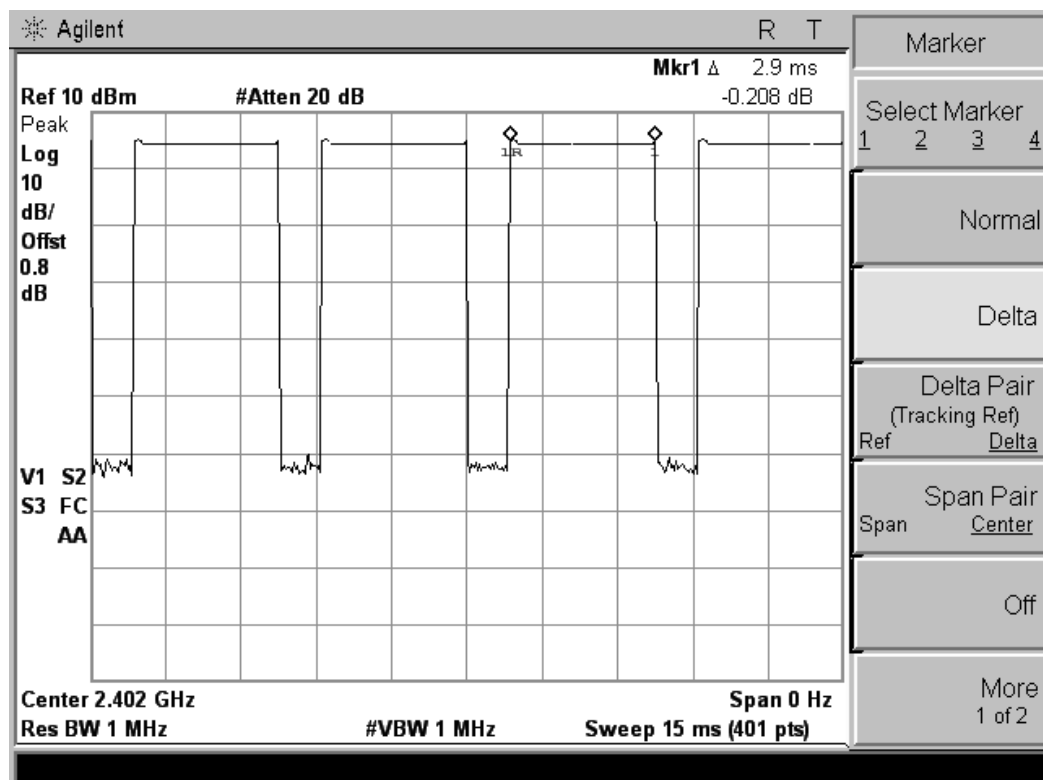 Agilent R T
Mkr1 Δ 2.9 ms
Ref 10 dBm #Atten 20 dB -0.208 dB
Peak
Log
10
dB/
Offst
0.8
dB
1R 1
V1 S2
S3 FC
AA
Center 2.402 GHz Span 0 Hz
Res BW 1 MHz #VBW 1 MHz Sweep 15 ms (401 pts)
Marker
Select Marker
1 2 3 4
Normal
Delta
Delta Pair
(Tracking Ref)
Ref Delta
Span Pair
Span Center
Off
More
1 of 2